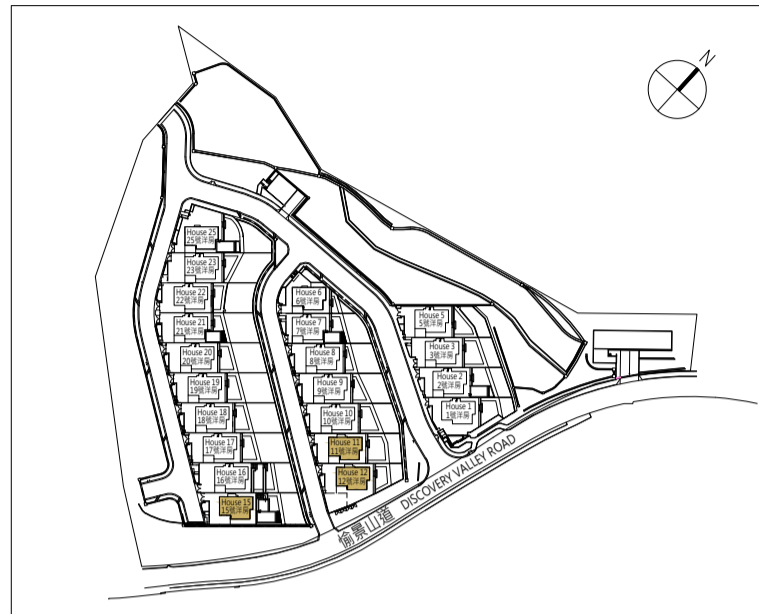 N
House 25
25號洋房
House 23
23號洋房
House 22
22號洋房
House 21
21號洋房
House 20
20號洋房
House 19
19號洋房
House 18
18號洋房
House 17
17號洋房
House 16
16號洋房
House 15
15號洋房
House 6
6號洋房
House 7
7號洋房
House 8
8號洋房
House 9
9號洋房
House 10
10號洋房
House 11
11號洋房
House 12
12號洋房
House 5
5號洋房
House 3
3號洋房
House 2
2號洋房
House 1
1號洋房
愉景山道 DISCOVERY VALLEY ROAD